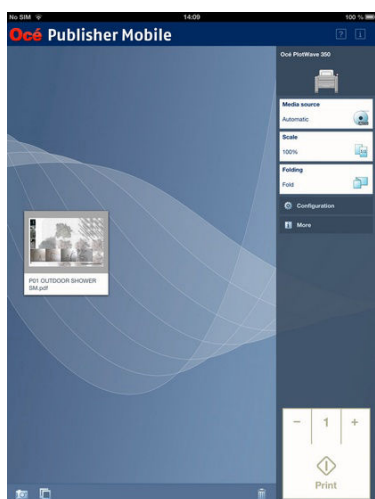 No SIM
14:09
100 %
Océ Publisher Mobile
?
i
Océ PlotWave 350
Media source
Automatic
Scale
100%
Folding
Fold
Configuration
i
More
P01 OUTDOOR SHOWER
SM.pdf
- 1 +
Print